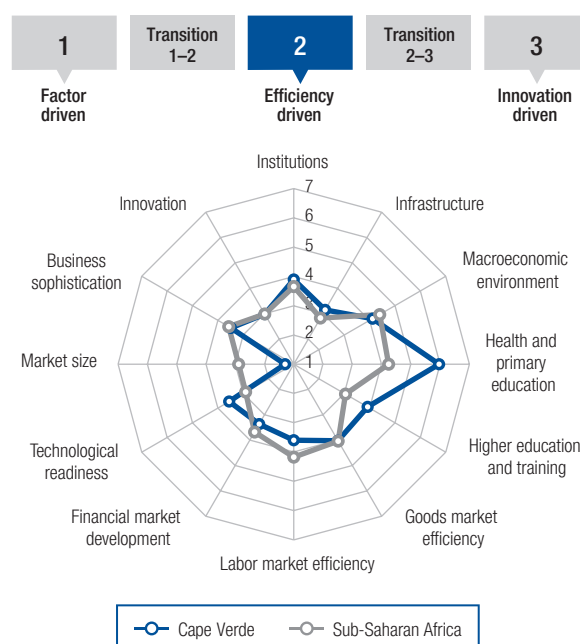 1
Transition
1–2
2
Transition
2–3
3
Factor
driven
Efficiency
driven
Innovation
driven
Institutions
7
Innovation
Infrastructure
6
5
Business
sophistication
Macroeconomic
environment
4
3
2
Market size
1
Health and
primary
education
Technological
readiness
Higher education
and training
Financial market
development
Goods market
efficiency
Labor market efficiency
Cape Verde
Sub-Saharan Africa